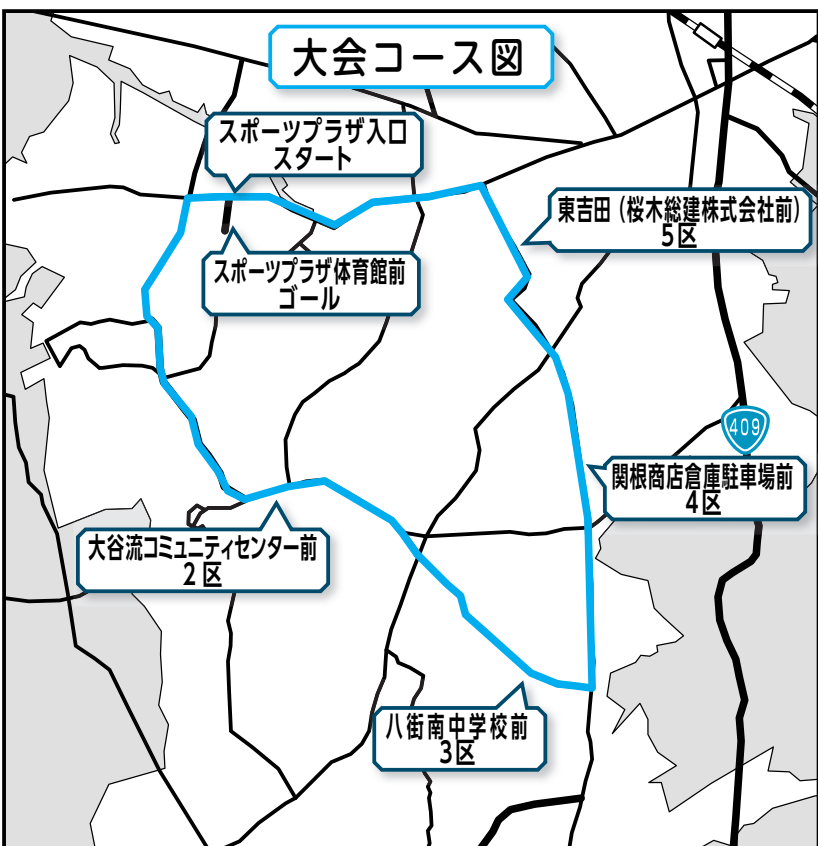 大会コース図
スポーツプラザ入口
スタート
東吉田（桜木総建株式会社前）
5区
スポーツプラザ体育館前
ゴール
409
関根商店倉庫駐車場前
4区
大谷流コミュニティセンター前
2区
八街南中学校前
3区